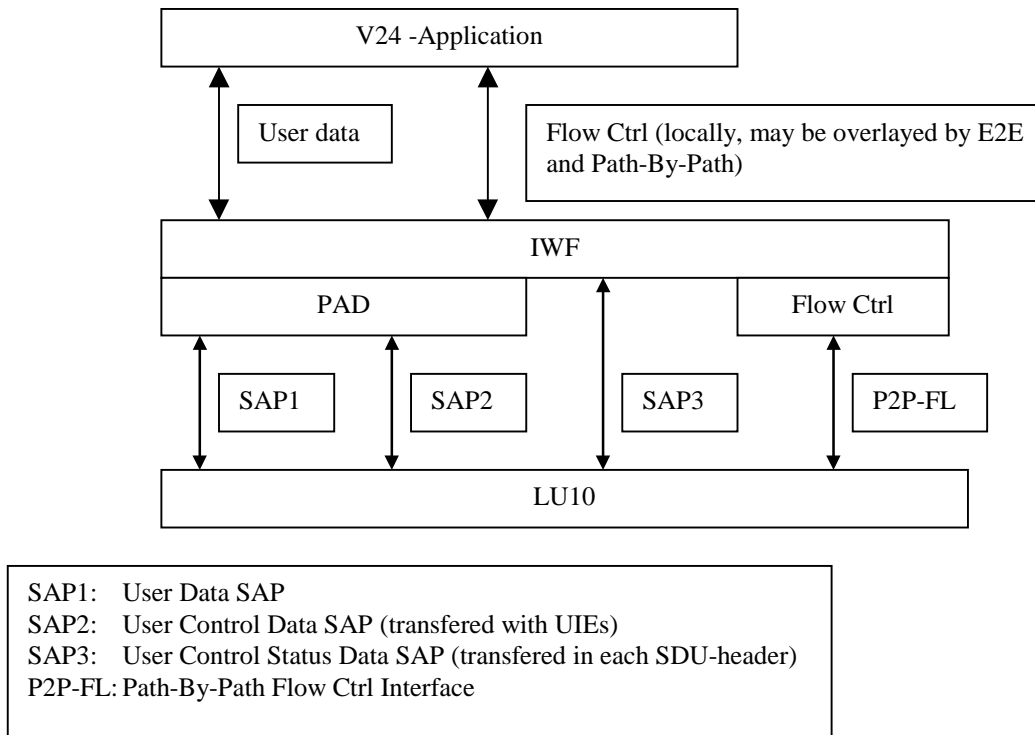 V24 -Application
User data
Flow Ctrl (locally, may be overlayed by E2E
and Path-By-Path)
IWF
PAD
Flow Ctrl
SAP1
SAP2
SAP3
P2P-FL
LU10
SAP1: User Data SAP
SAP2: User Control Data SAP (transfered with UIEs)
SAP3: User Control Status Data SAP (transfered in each SDU-header)
P2P-FL: Path-By-Path Flow Ctrl Interface